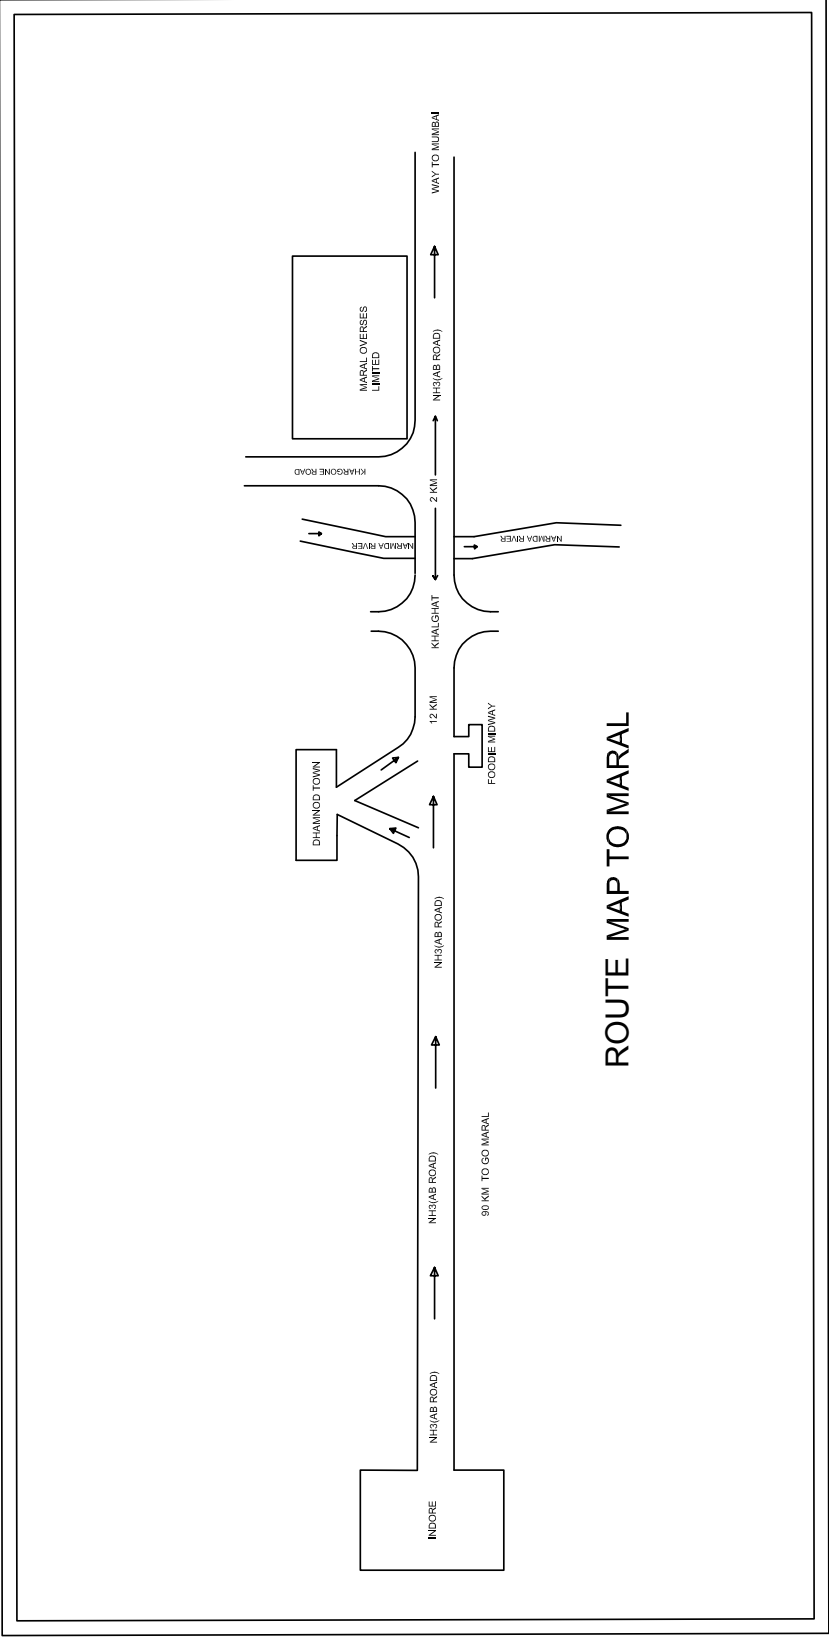 WAY TO MUMBAI
MARAL OVERSES
LIMITED
NH3(AB ROAD)
KHARGONE ROAD
2 KM
NARMDA RIVER
NARMDA RIVER
KHALGHAT
12 KM
FOODIE MIDWAY
DHAMNOD TOWN
ROUTE MAP TO MARAL
NH3(AB ROAD)
90 KM TO GO MARAL
NH3(AB ROAD)
NH3(AB ROAD)
INDORE